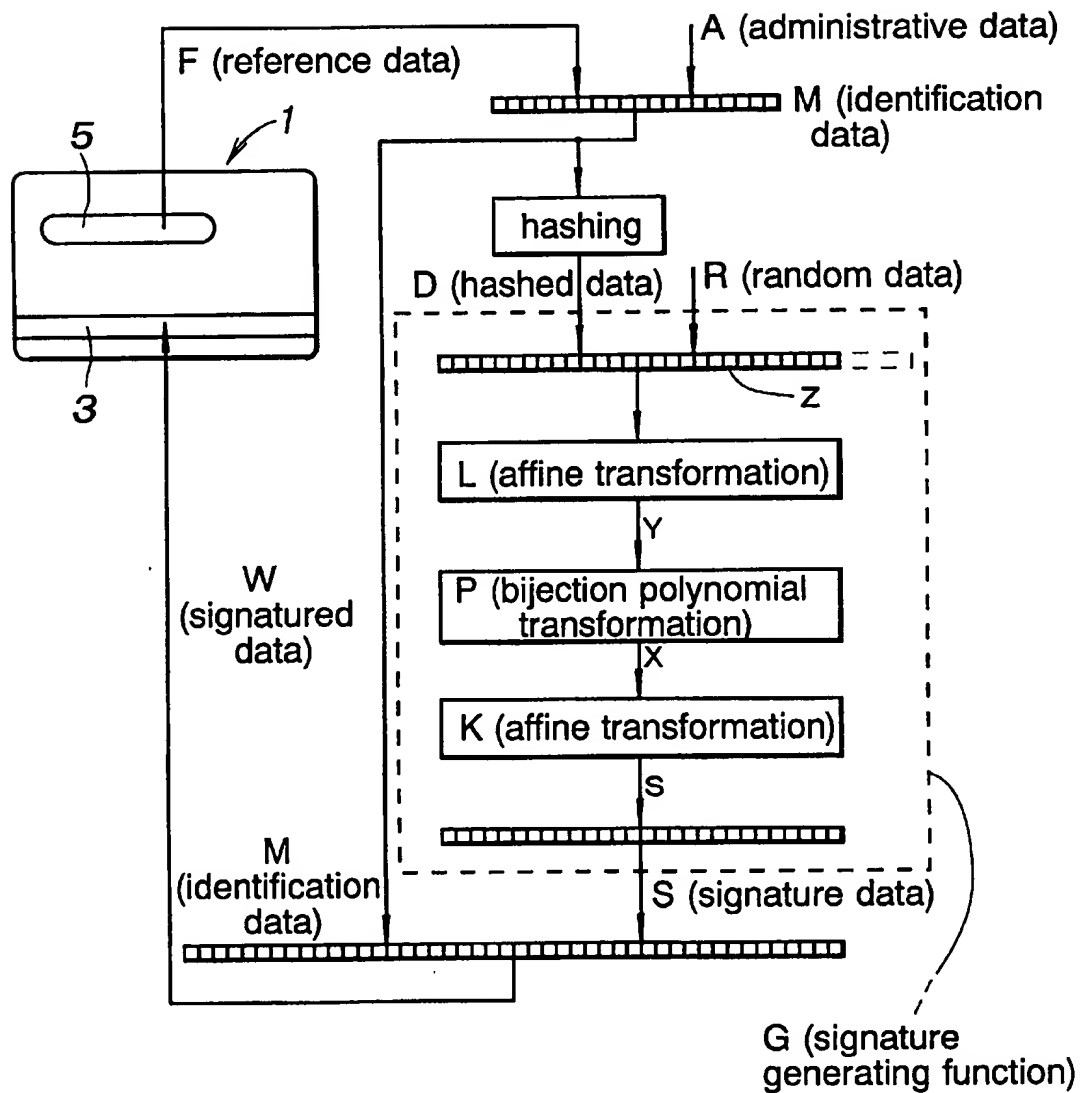 A (administrative data)
F (reference data)
M (identification
data)
1
5
hashing
D (hashed data)
R (random data)
3
Z
L (affine transformation)
Y
W
(signatured
data)
P (bijection polynomial
transformation)
X
K (affine transformation)
S
M
(identification
data)
S (signature data)
G (signature
generating function)